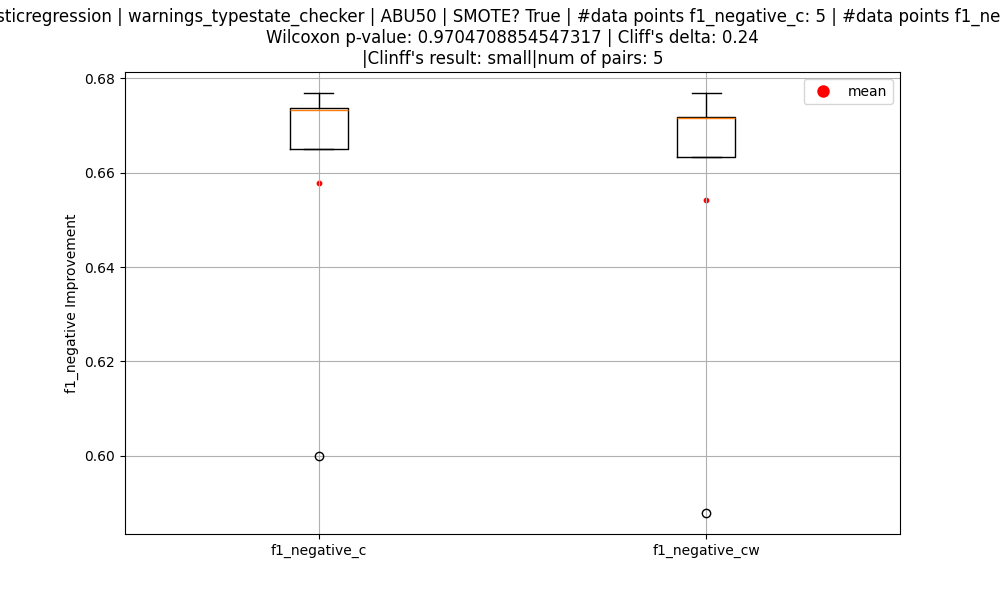 sticregression | warnings_typestate_checker | ABU50 | SMOTE? True | #data points f1_negative_c: 5 | #data points f1_ne
Wilcoxon p-value: 0.9704708854547317 | Cliff's delta: 0.24
|Clinff's result: small|num of pairs: 5
mean
0.68
0.66
0.64
0.62
0.60
f1_negative Improvement
f1_negative_c
f1_negative_cw